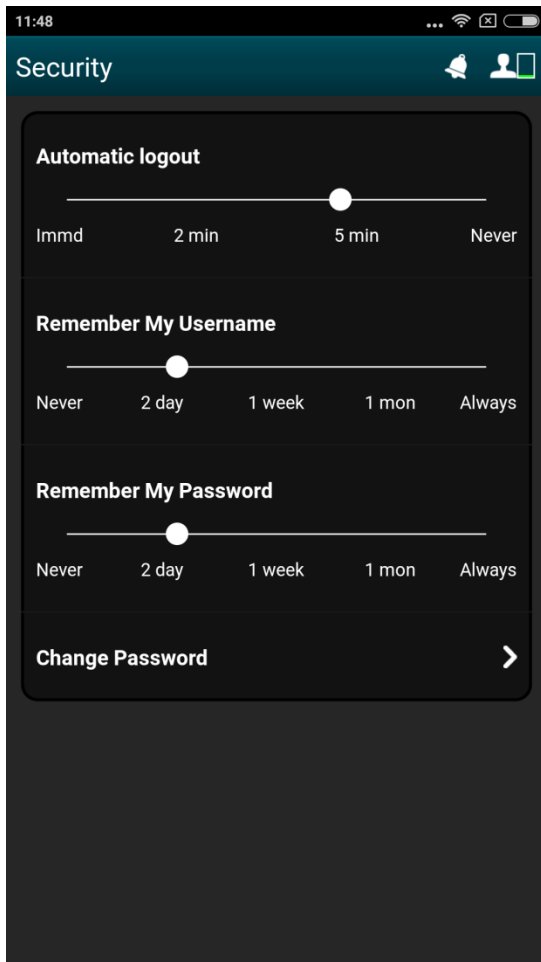 11:48
Security
Automatic logout
Immd 2 min 5 min Never
Remember My Username
Never 2 day 1 week 1 mon Always
Remember My Password
Never 2 day 1 week 1 mon Always
Change Password